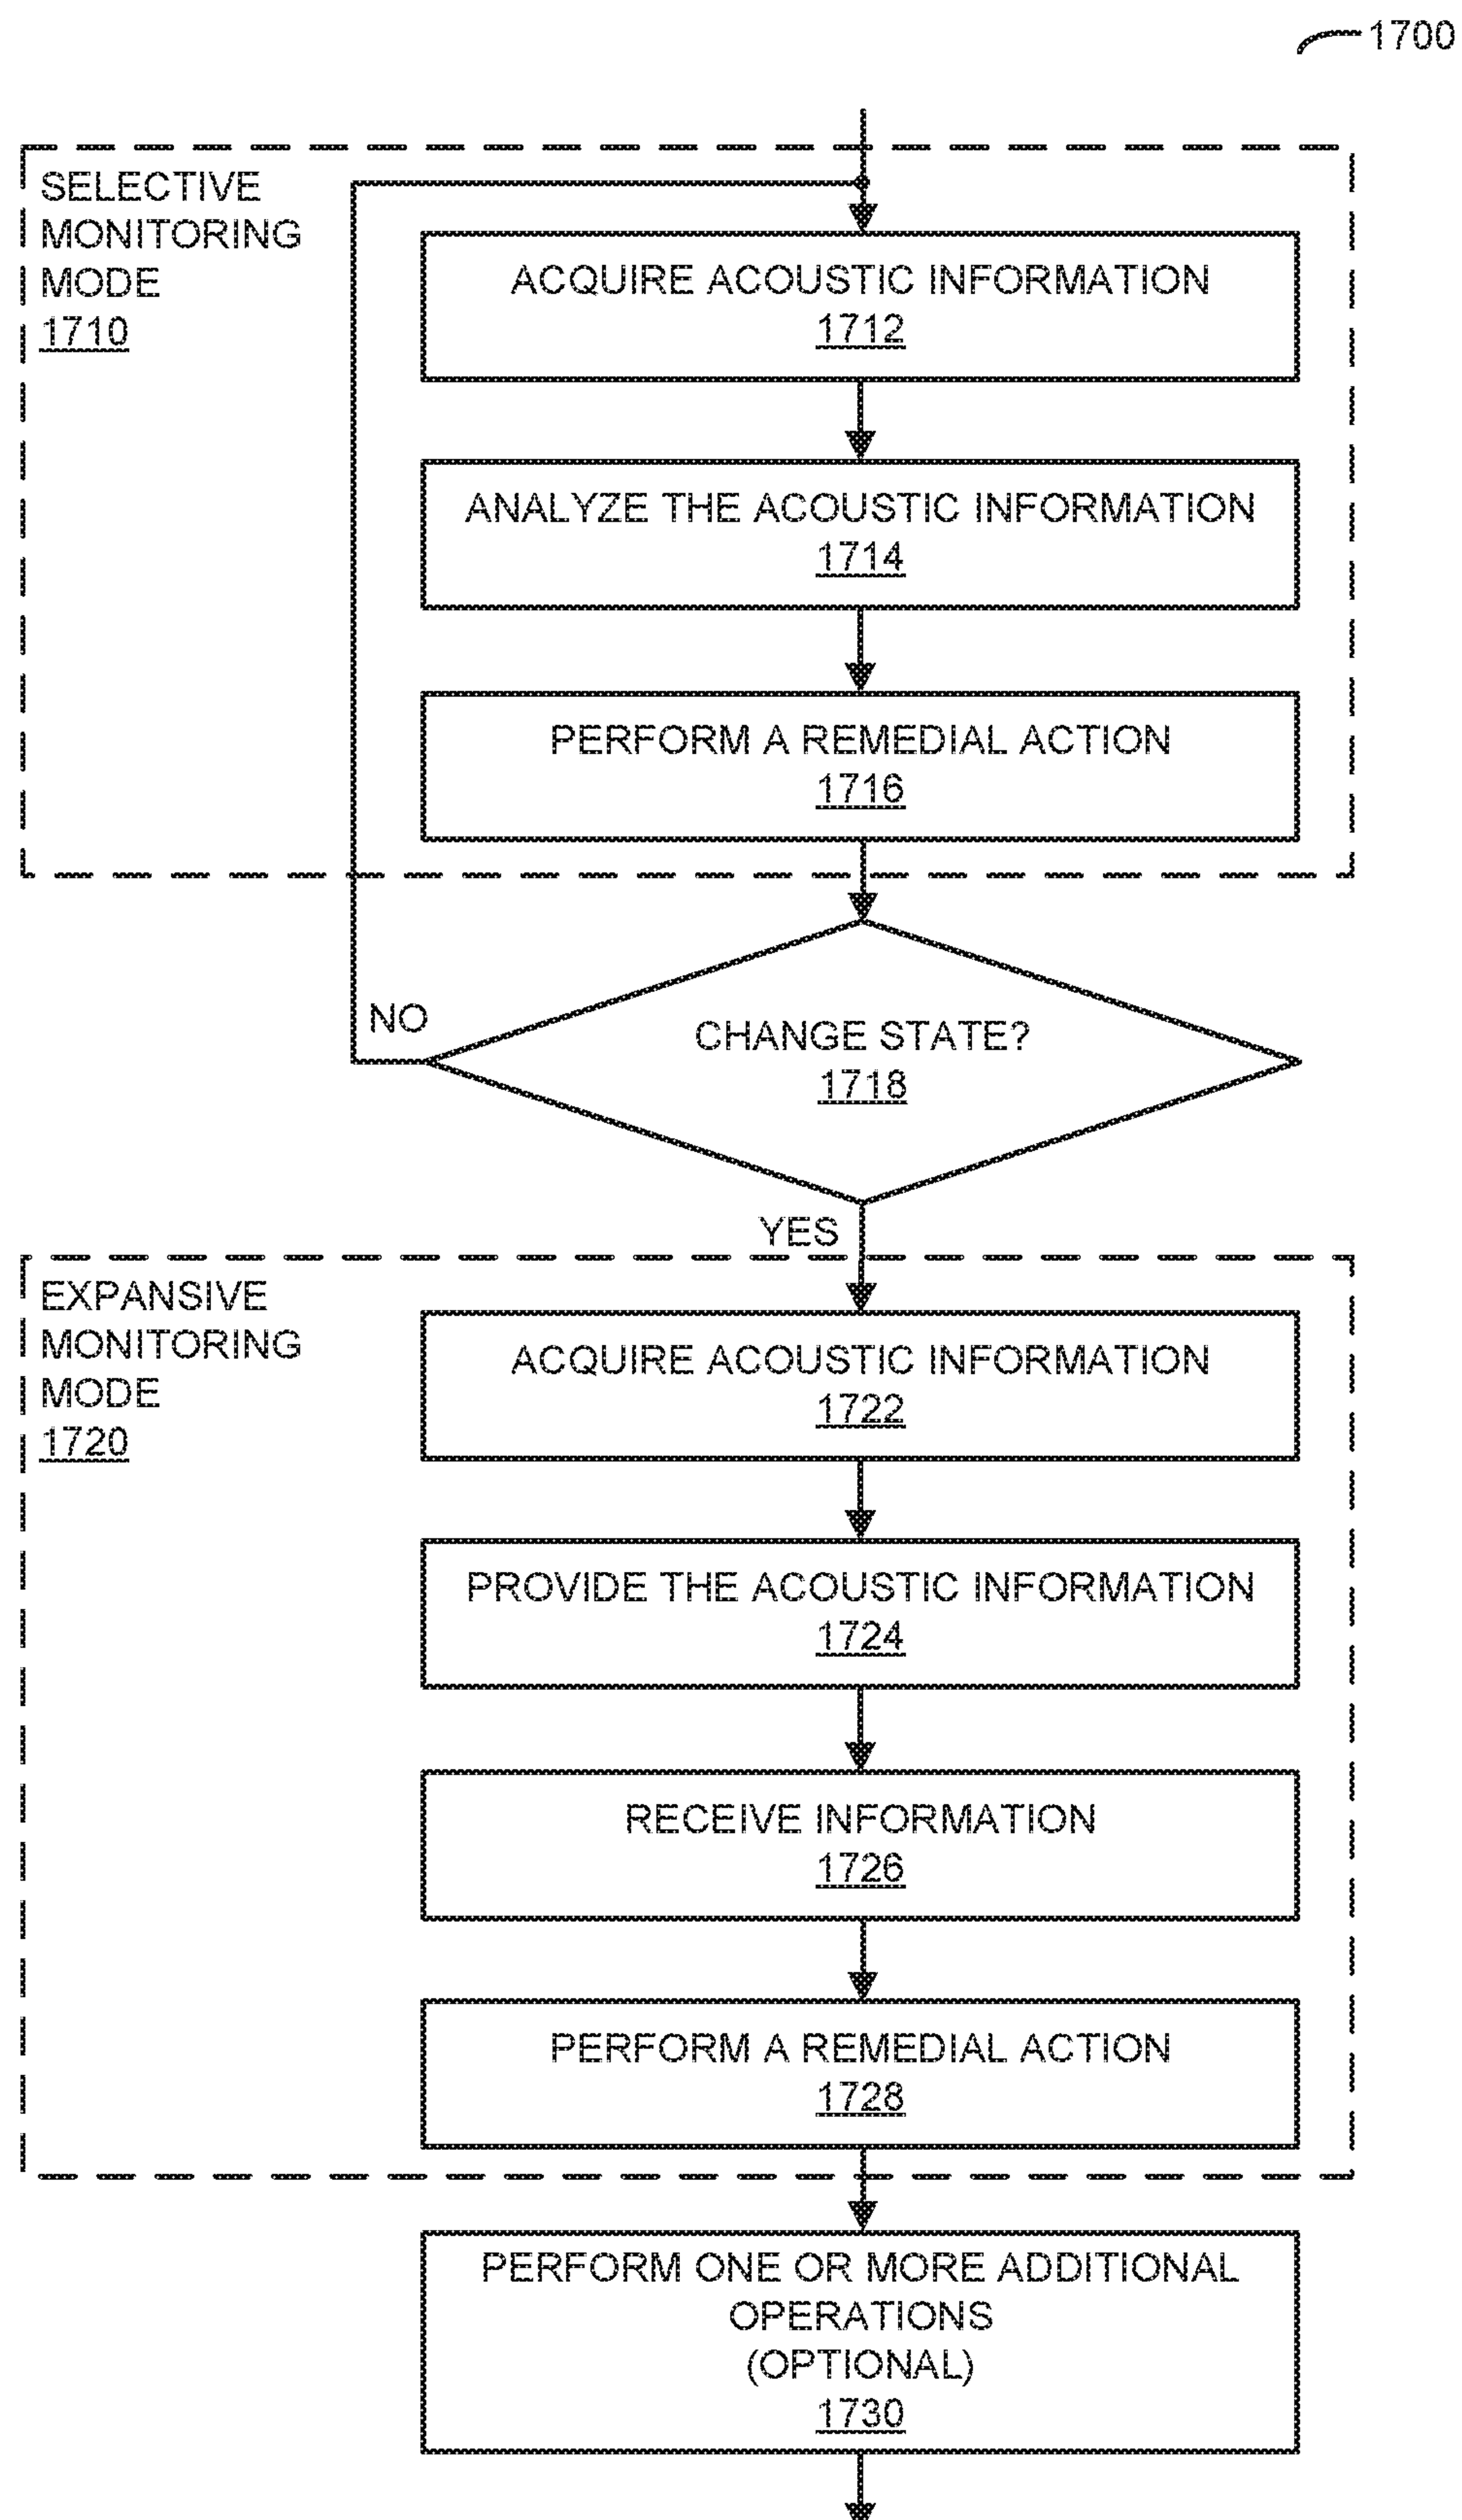 1700
SELECTIVE
MONITORING
MODE
1710
ACQUIRE ACOUSTIC INFORMATION
1712
ANALYZE THE ACOUSTIC INFORMATION
1714
PERFORM A REMEDIAL ACTION
1716
NO
CHANGE STATE?
1718
YES
EXPANSIVE
MONITORING
MODE
1720
ACQUIRE ACOUSTIC INFORMATION
1722
PROVIDE THE ACOUSTIC INFORMATION
1724
RECEIVE INFORMATION
1726
PERFORM A REMEDIAL ACTION
1728
PERFORM ONE OR MORE ADDITIONAL
OPERATIONS
(OPTIONAL)
1730